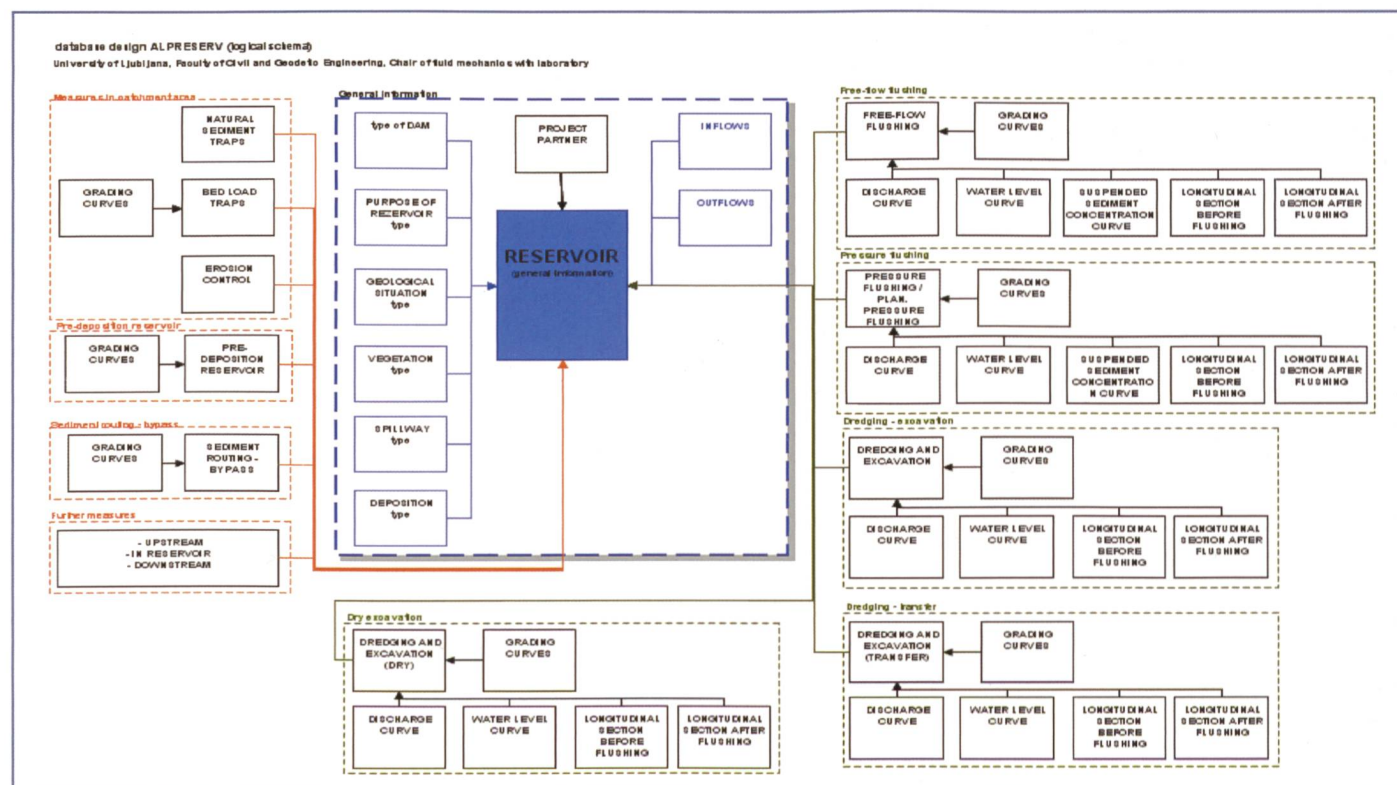 database design ALPRESERV (logical schema)
University of Ljubljana, Faculty of Civil and Geodetic Engineering, Chair of fluid mechanics with laboratory
Measures in catchment area
NATURAL
SEDIMENT
TRAPS
GRADING
CURVES
BED LOAD
TRAPS
EROSION
CONTROL
Pre-deposition reservoir
GRADING
CURVES
PRE-
DEPOSITION
RESERVOIR
Sediment routing - bypass
GRADING
CURVES
SEDIMENT
ROUTING -
BYPASS
Further measures
- UPSTREAM
- IN RESERVOIR
- DOWNSTREAM
General information
type of DAM
PURPOSE OF
REZERVOIR
type
GEOLOGICAL
SITUATION
type
VEGETATION
type
SPILLWAY
type
DEPOSITION
type
PROJECT
PARTNER
RESERVOIR
(general information)
INFLOWS
OUTFLOWS
Free-flow flushing
FREE-FLOW
FLUSHING
GRADING
CURVES
DISCHARGE
CURVE
WATER LEVEL
CURVE
SUSPENDED
SEDIMENT
CONCENTRATION
CURVE
LONGITUDINAL
SECTION
BEFORE
FLUSHING
LONGITUDINAL
SECTION AFTER
FLUSHING
Pressure flushing
PRESSURE
FLUSHING /
PLAN.
PRESSURE
FLUSHING
GRADING
CURVES
DISCHARGE
CURVE
WATER LEVEL
CURVE
SUSPENDED
SEDIMENT
CONCENTRATIO
N CURVE
LONGITUDINAL
SECTION
BEFORE
FLUSHING
LONGITUDINAL
SECTION AFTER
FLUSHING
Dredging - excavation
DREDGING AND
EXCAVATION
GRADING
CURVES
DISCHARGE
CURVE
WATER LEVEL
CURVE
LONGITUDINAL
SECTION
BEFORE
FLUSHING
LONGITUDINAL
SECTION AFTER
FLUSHING
Dry excavation
DREDGING AND
EXCAVATION
(DRY)
GRADING
CURVES
DISCHARGE
CURVE
WATER LEVEL
CURVE
LONGITUDINAL
SECTION
BEFORE
FLUSHING
LONGITUDINAL
SECTION AFTER
FLUSHING
Dredging - transfer
DREDGING AND
EXCAVATION
(TRANSFER)
GRADING
CURVES
DISCHARGE
CURVE
WATER LEVEL
CURVE
LONGITUDINAL
SECTION
BEFORE
FLUSHING
LONGITUDINAL
SECTION AFTER
FLUSHING